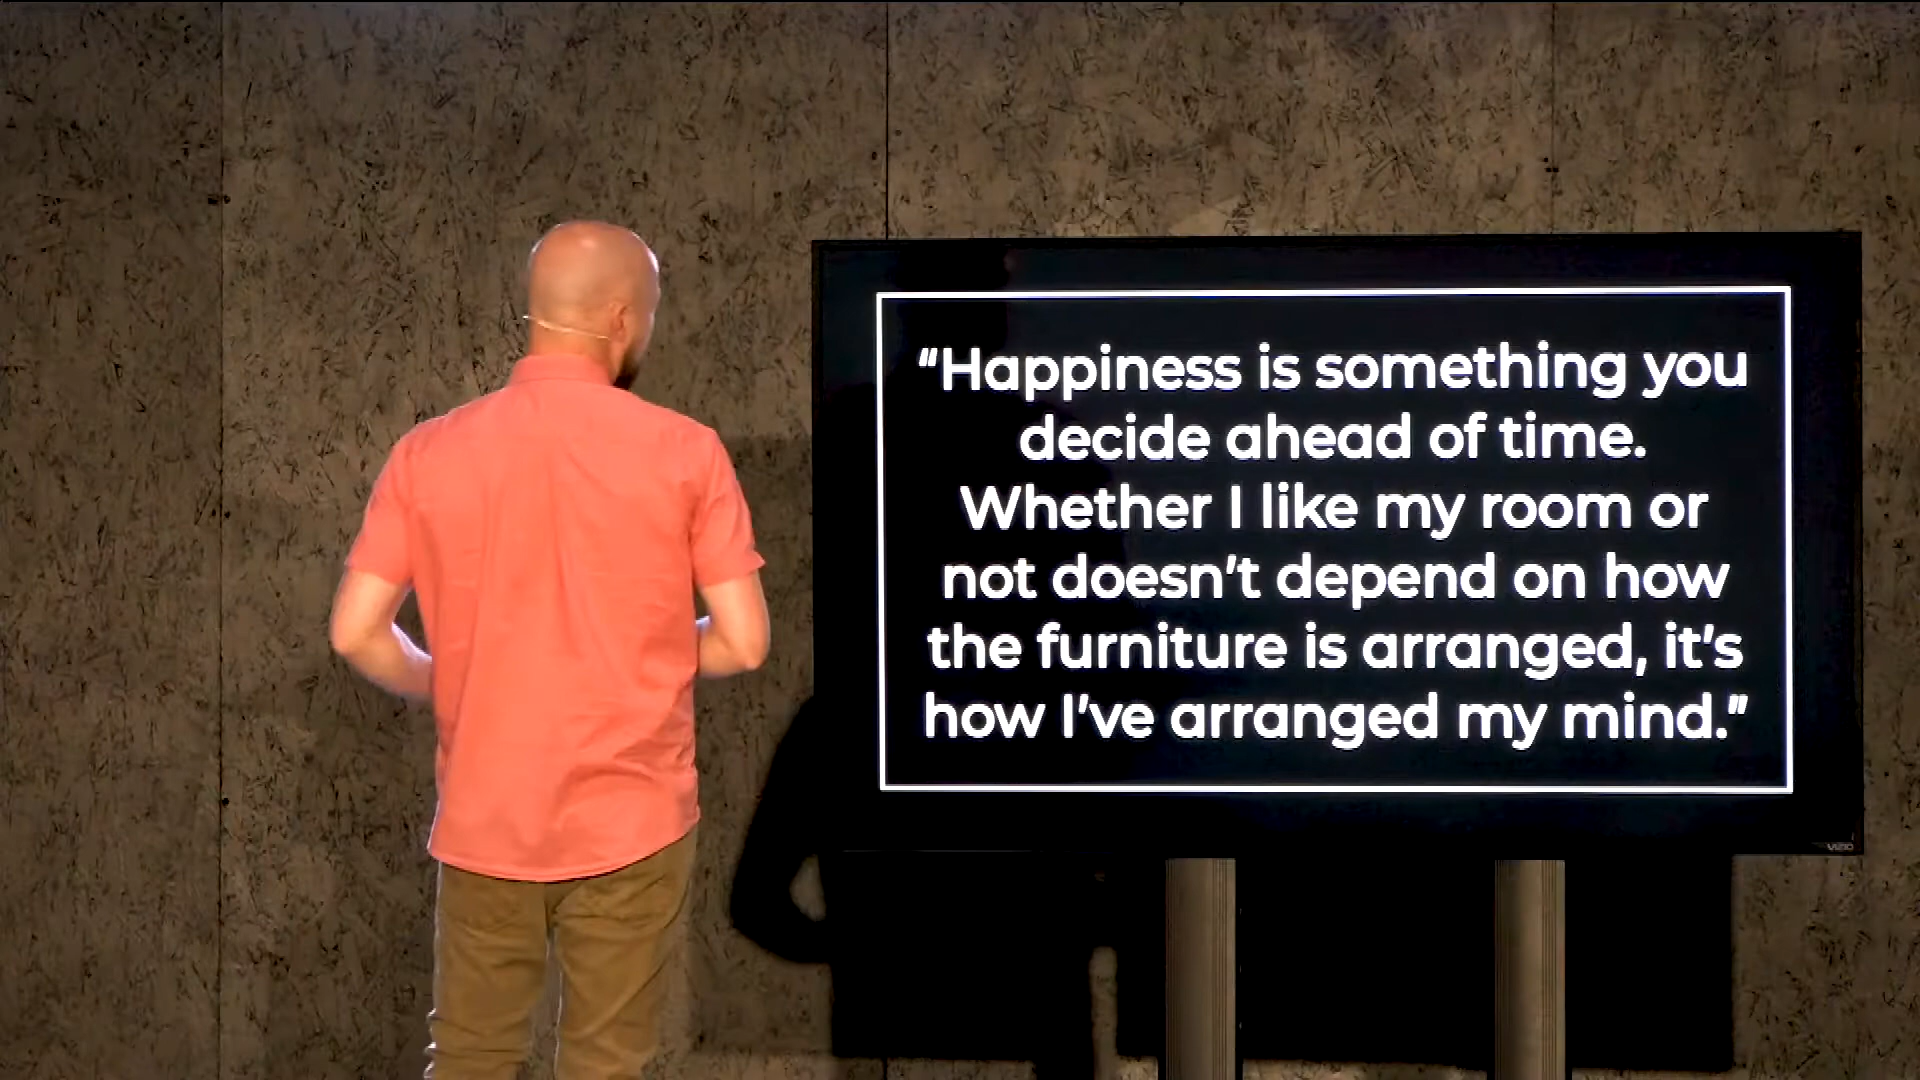 “Happiness is something you
decide ahead of time.
Whether I like my room or
not doesn’t depend on how
the furniture is arranged, it’s
how I’ve arranged my mind.”
VIZIO